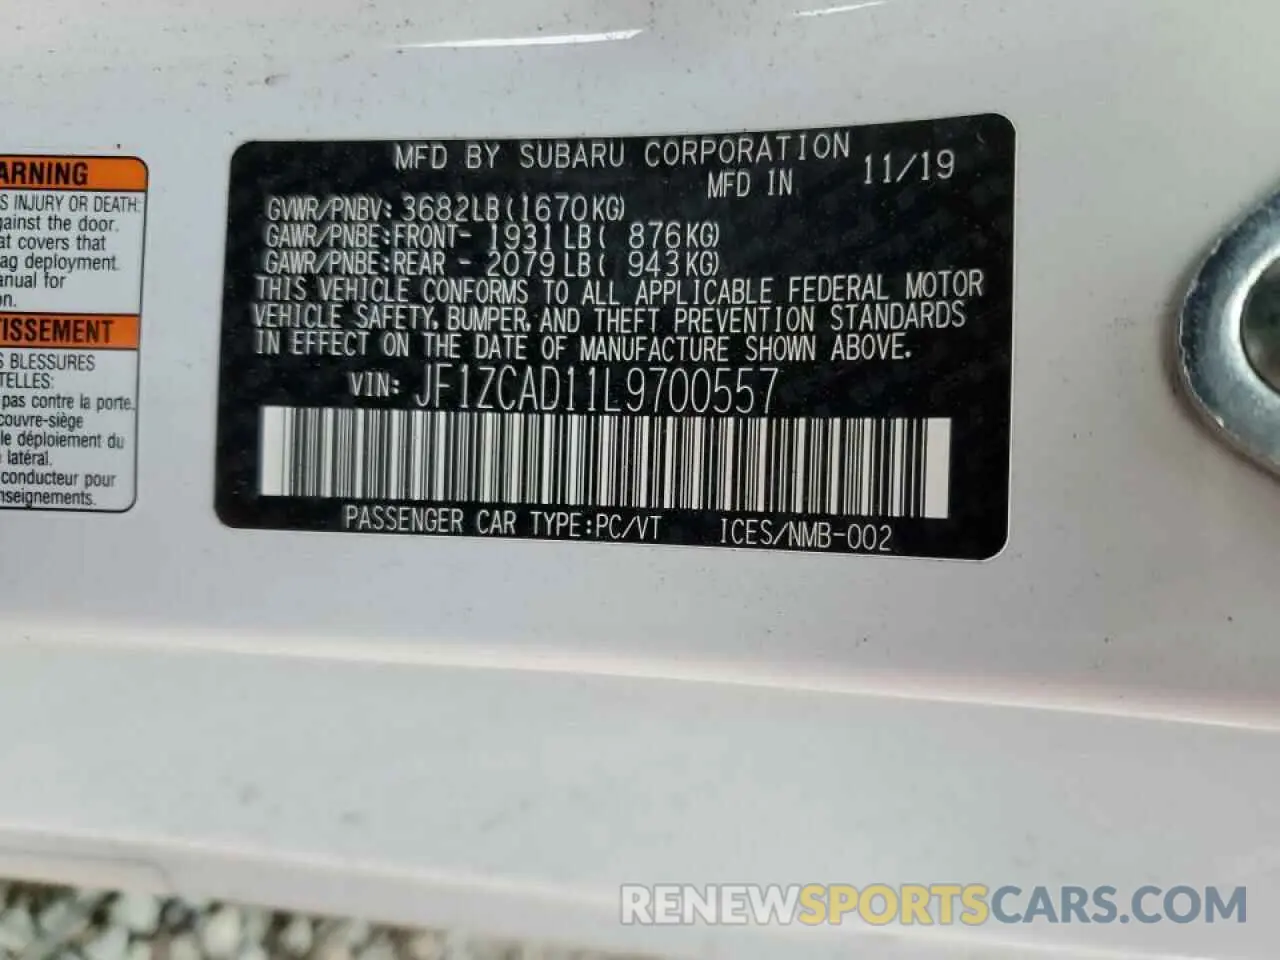 ARNING
S INJURY OR DEATH:
gainst the door.
at covers that
ag deployment.
anual for
on.
TISSEMENT
S BLESSURES
TELLES:
pas contre la porte.
couvre-siège
le déploiement du
latéral.
conducteur pour
nseignements.
MFD BY SUBARU CORPORATION
MFD IN 11/19
GVWR/PNBV: 3682LB(1670KG)
GAWR/PNBE:FRONT- 1931LB( 876KG)
GAWR/PNBE:REAR - 2079LB( 943KG)
THIS VEHICLE CONFORMS TO ALL APPLICABLE FEDERAL MOTOR
VEHICLE SAFETY, BUMPER, AND THEFT PREVENTION STANDARDS
IN EFFECT ON THE DATE OF MANUFACTURE SHOWN ABOVE.
VIN: JF1ZCAD11L9700557
PASSENGER CAR TYPE:PC/VT ICES/NMB-002
RENEWSPORTSCARS.COM